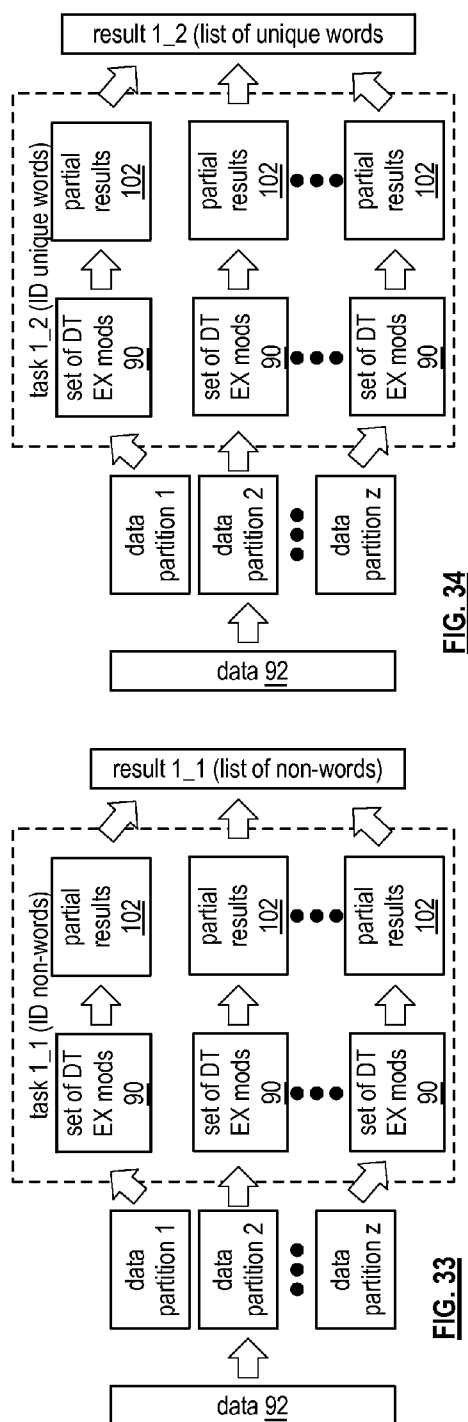 data 92
data
partition 1
data
partition 2
data
partition z
task 1_1 (ID non-words)
set of DT
EX mods
90
set of DT
EX mods
90
set of DT
EX mods
90
partial
results
102
partial
results
102
partial
results
102
result 1_1 (list of non-words)
FIG. 33
data 92
data
partition 1
data
partition 2
data
partition z
task 1_2 (ID unique words)
set of DT
EX mods
90
set of DT
EX mods
90
set of DT
EX mods
90
partial
results
102
partial
results
102
partial
results
102
result 1_2 (list of unique words
FIG. 34